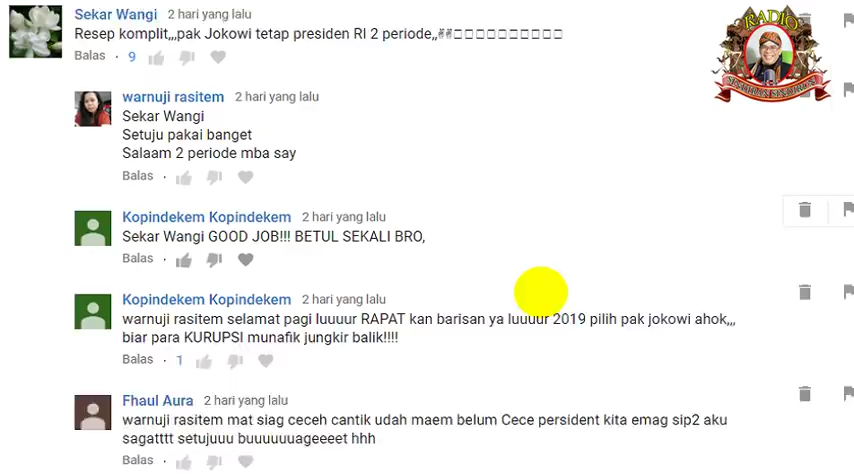 Sekar Wangi 2 hari yang lalu
Resep komplit,,,pak Jokowi tetap presiden RI 2 periode,,✌✌
Balas · 9
warnuji rasitem 2 hari yang lalu
Sekar Wangi
Setuju pakai banget
Salaam 2 periode mba say
Balas ·
Kopindekem Kopindekem 2 hari yang lalu
Sekar Wangi GOOD JOB!!! BETUL SEKALI BRO,
Balas ·
Kopindekem Kopindekem 2 hari yang lalu
warnuji rasitem selamat pagi luuuur RAPAT kan barisan ya luuuur 2019 pilih pak jokowi ahok,,,
biar para KURUPSI munafik jungkir balik!!!!
Balas · 1
Fhaul Aura 2 hari yang lalu
warnuji rasitem mat siag ceceh cantik udah maem belum Cece persident kita emag sip2 aku
sagatttt setujuuu buuuuuuageeeet hhh
Balas ·
RADIO